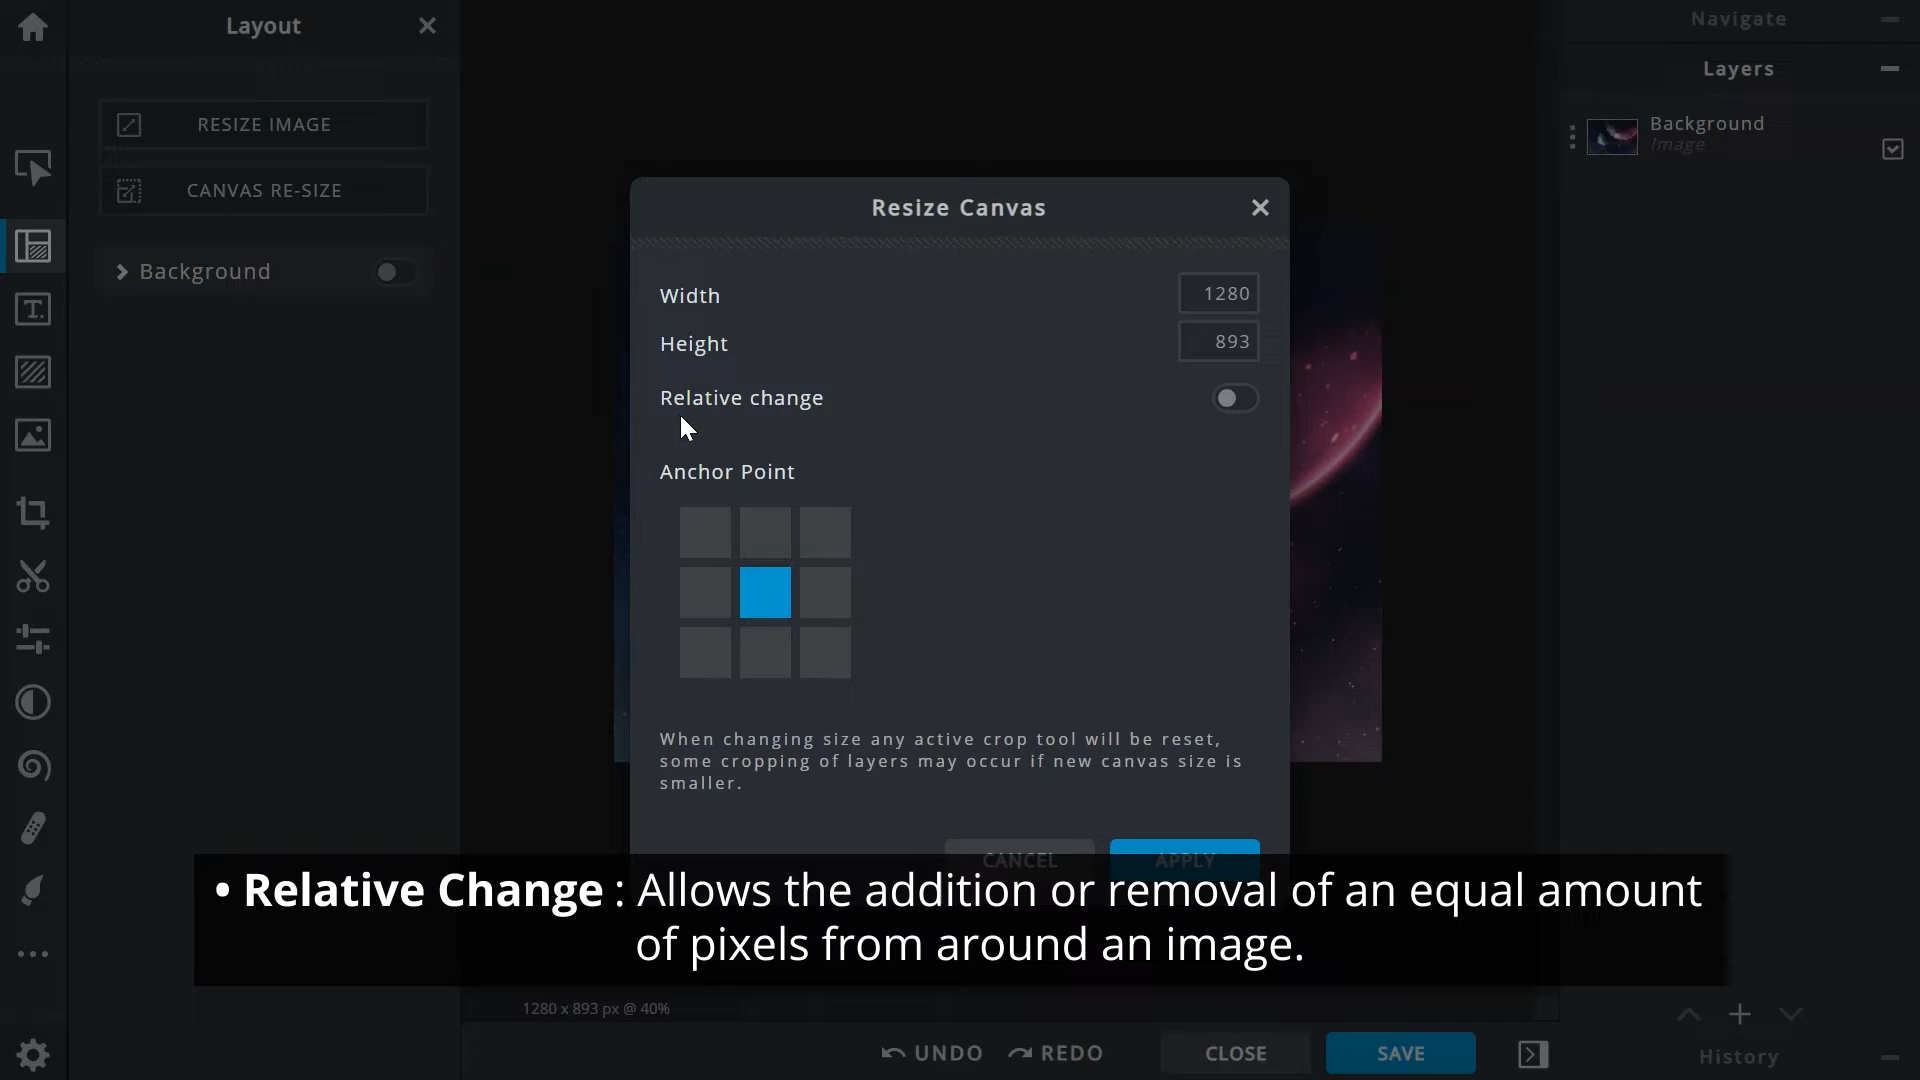 Layout
Navigate
Layers
RESIZE IMAGE
CANVAS RE-SIZE
Background
Background
Image
Resize Canvas
Width
1280
Height
893
Relative change
Anchor Point
When changing size any active crop tool will be reset,
some cropping of layers may occur if new canvas size is
smaller.
CANCEL
APPLY
• Relative Change : Allows the addition or removal of an equal amount
of pixels from around an image.
1280 x 893 px @ 40%
UNDO
REDO
CLOSE
SAVE
History